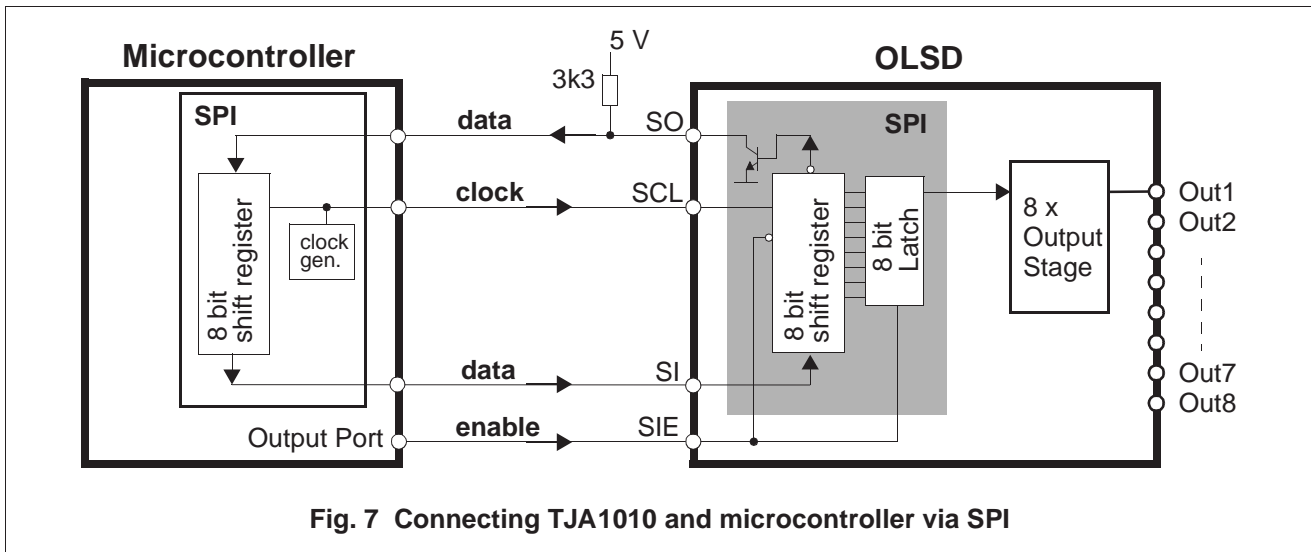 5 V
Microcontroller
OLSD
3k3
SPI
data
SO
SPI
clock
SCL
clock
gen.
8 bit
shift register
8 bit
shift register
8 bit
Latch
8 x
Output
Stage
Out1
Out2
data
SI
Out7
Out8
Output Port
enable
SIE
Fig. 7 Connecting TJA1010 and microcontroller via SPI